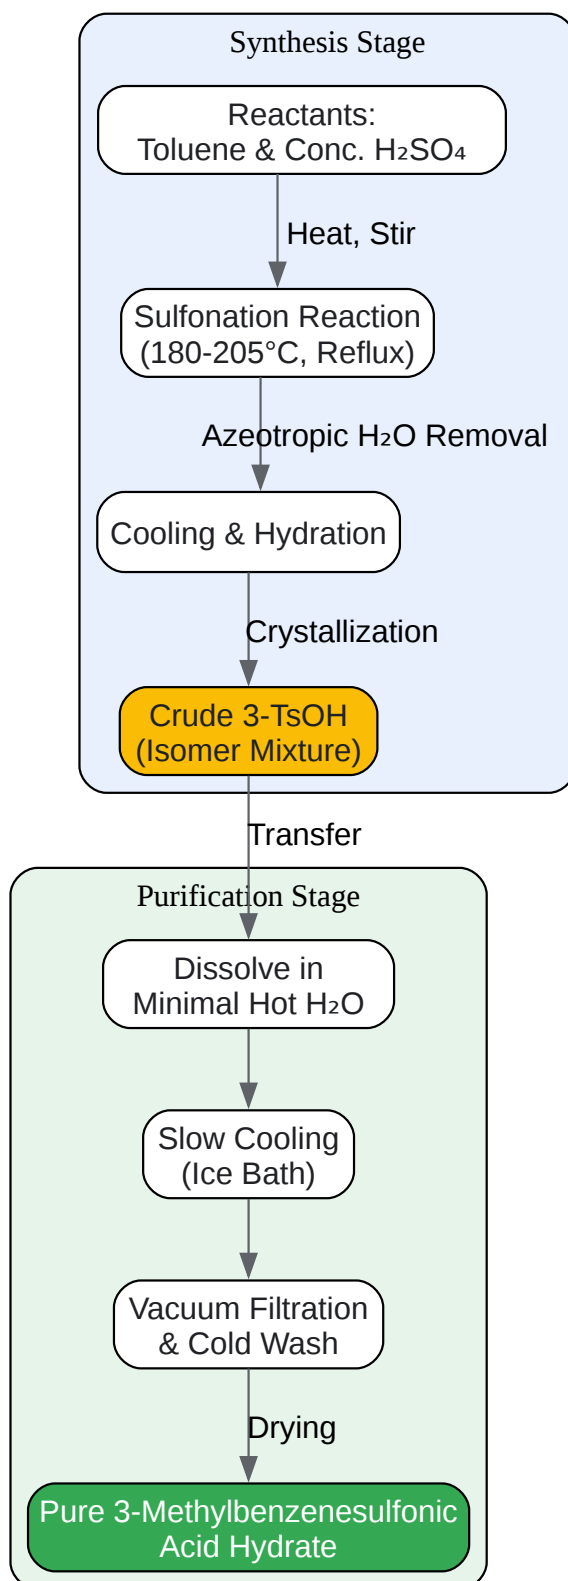 Synthesis Stage
Reactants:
Toluene & Conc. H₂SO₄
Heat, Stir
Sulfonation Reaction
(180-205°C, Reflux)
Azeotropic H₂O Removal
Cooling & Hydration
Crystallization
Crude 3-TsOH
(Isomer Mixture)
Transfer
Purification Stage
Dissolve in
Minimal Hot H₂O
Slow Cooling
(Ice Bath)
Vacuum Filtration
& Cold Wash
Drying
Pure 3-Methylbenzenesulfonic
Acid Hydrate